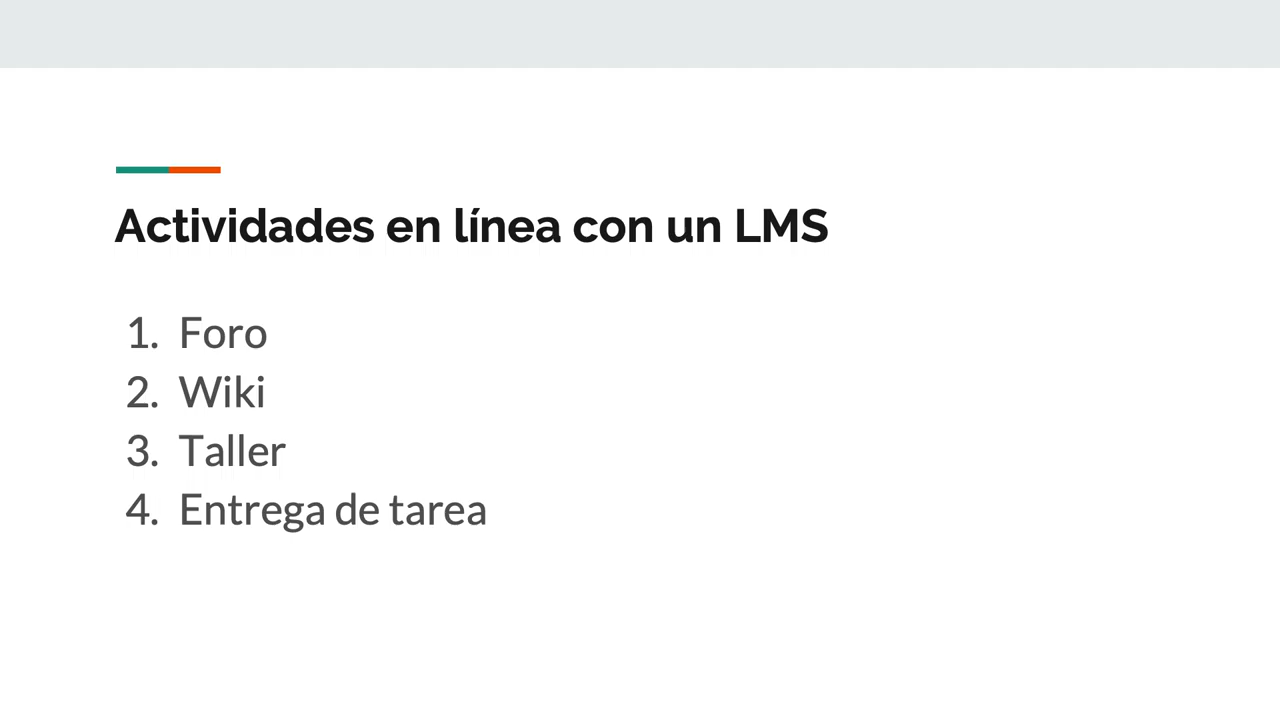 Actividades en línea con un LMS
1. Foro
2. Wiki
3. Taller
4. Entrega de tarea